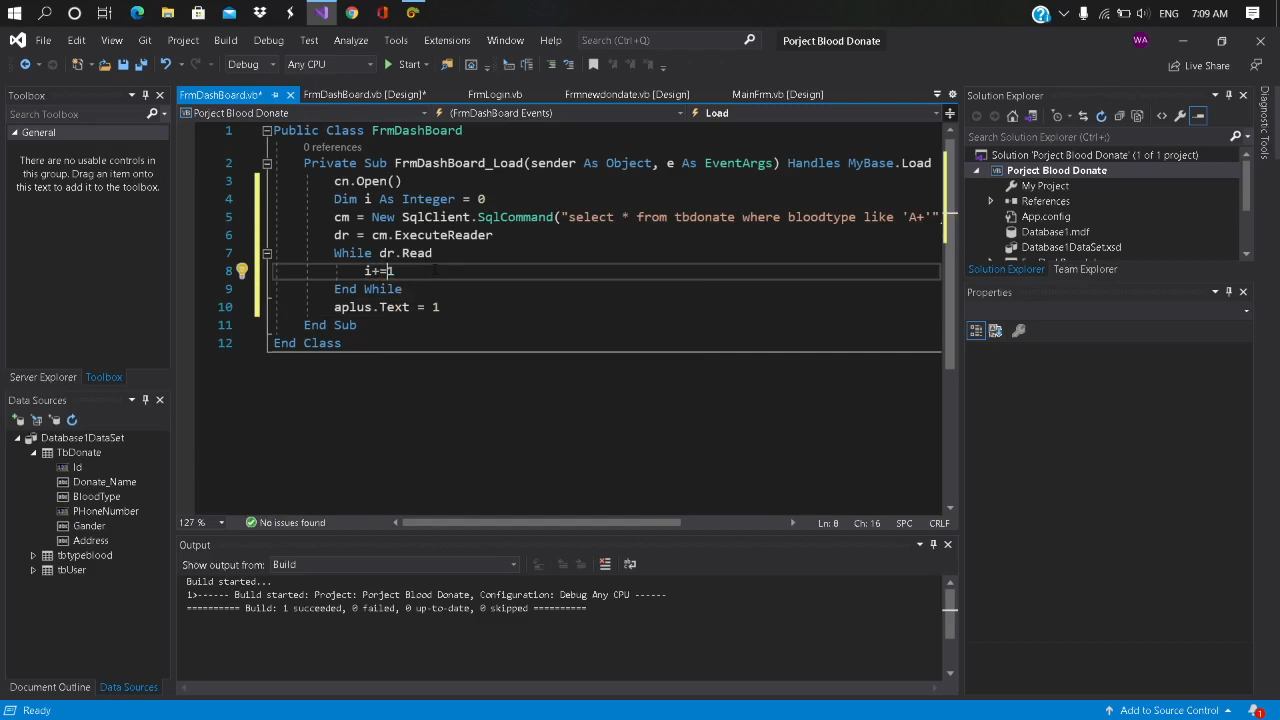 ENG 7:09 AM
File Edit View Git Project Build Debug Test Analyze Tools Extensions Window Help Search (Ctrl+Q) Porject Blood Donate WA
Debug Any CPU Start Live Share
Toolbox
Search Toolbox
General
There are no usable controls in
this group. Drag an item onto
this text to add it to the toolbox.
Server Explorer Toolbox
Data Sources
Database1DataSet
TbDonate
Id
Donate_Name
BloodType
PHoneNumber
Gander
Address
tbtypeblood
tbUser
Document Outline Data Sources
FrmDashBoard.vb* FrmDashBoard.vb [Design]* FrmLogin.vb Frmnewdondate.vb [Design] MainFrm.vb [Design]
Porject Blood Donate (FrmDashBoard Events) Load
1 Public Class FrmDashBoard
0 references
2 Private Sub FrmDashBoard_Load(sender As Object, e As EventArgs) Handles MyBase.Load
3 cn.Open()
4 Dim i As Integer = 0
5 cm = New SqlClient.SqlCommand("select * from tbdonate where bloodtype like 'A+'"
6 dr = cm.ExecuteReader
7 While dr.Read
8 i+=1
9 End While
10 aplus.Text = 1
11 End Sub
12 End Class
127 % No issues found Ln: 8 Ch: 16 SPC CRLF
Output
Show output from: Build
Build started...
1>------ Build started: Project: Porject Blood Donate, Configuration: Debug Any CPU ------
========== Build: 1 succeeded, 0 failed, 0 up-to-date, 0 skipped ==========
Solution Explorer
Search Solution Explorer (Ctrl+;)
Solution 'Porject Blood Donate' (1 of 1 project)
Porject Blood Donate
My Project
References
App.config
Database1.mdf
Database1DataSet.xsd
Solution Explorer Team Explorer
Properties
Diagnostic Tools
Ready Add to Source Control 1